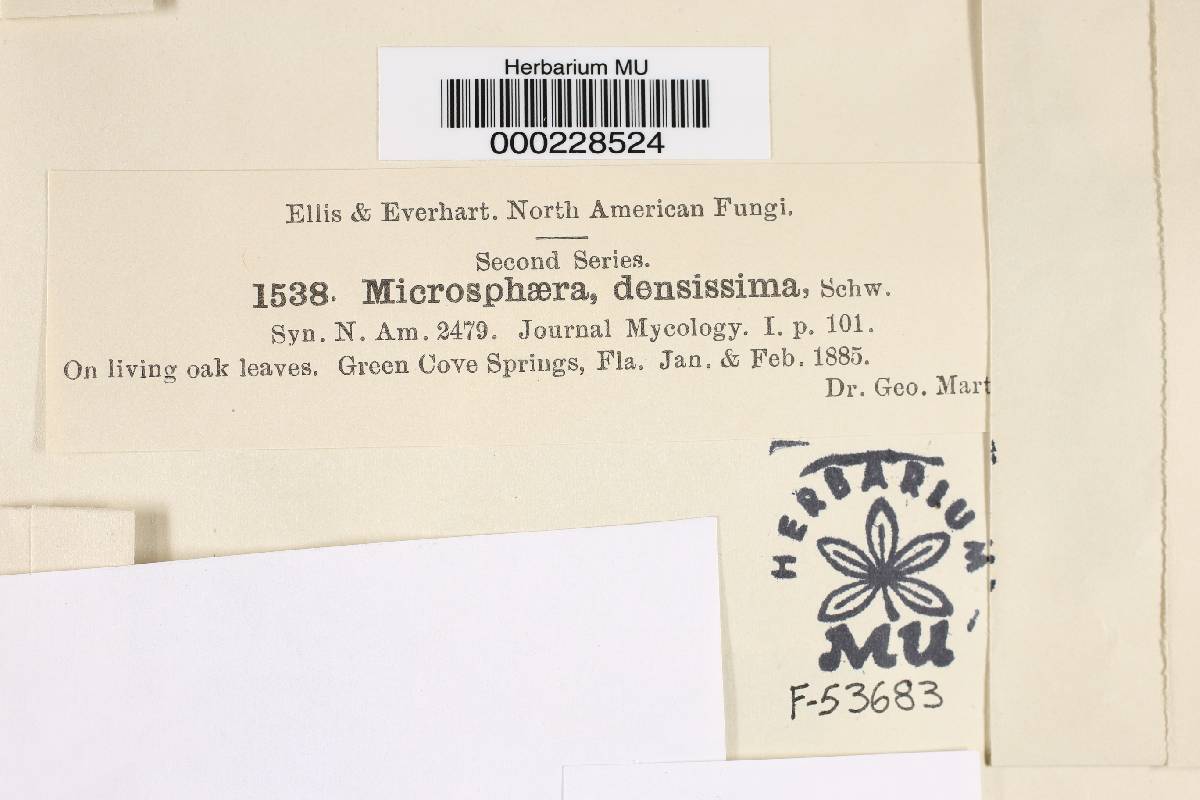 Herbarium MU
000228524
Ellis & Everhart. North American Fungi.
Second Series.
1538. Microsphæra, densissima, Schw.
Syn. N. Am. 2479. Journal Mycology. I. p. 101.
On living oak leaves. Green Cove Springs, Fla. Jan. & Feb. 1885.
Dr. Geo. Mart
HERBARIUM
MU
F-53683